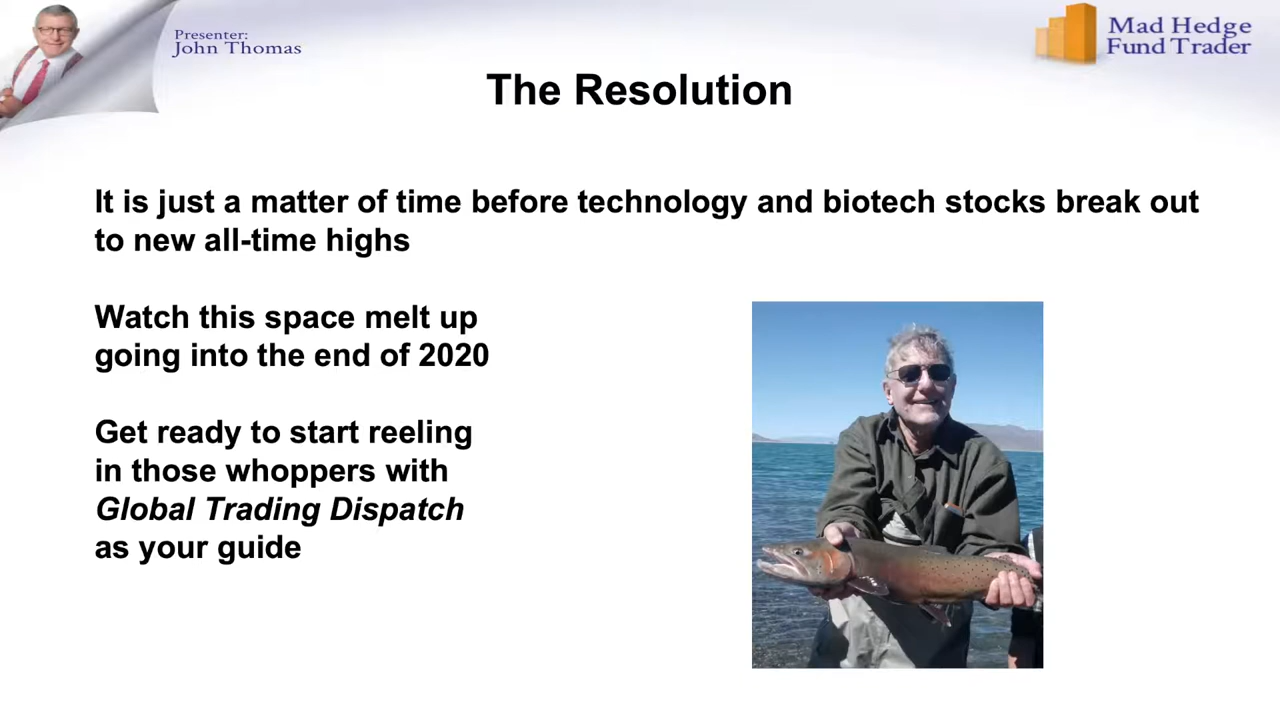 Presenter:
John Thomas
Mad Hedge
Fund Trader
The Resolution
It is just a matter of time before technology and biotech stocks break out
to new all-time highs
Watch this space melt up
going into the end of 2020
Get ready to start reeling
in those whoppers with
Global Trading Dispatch
as your guide